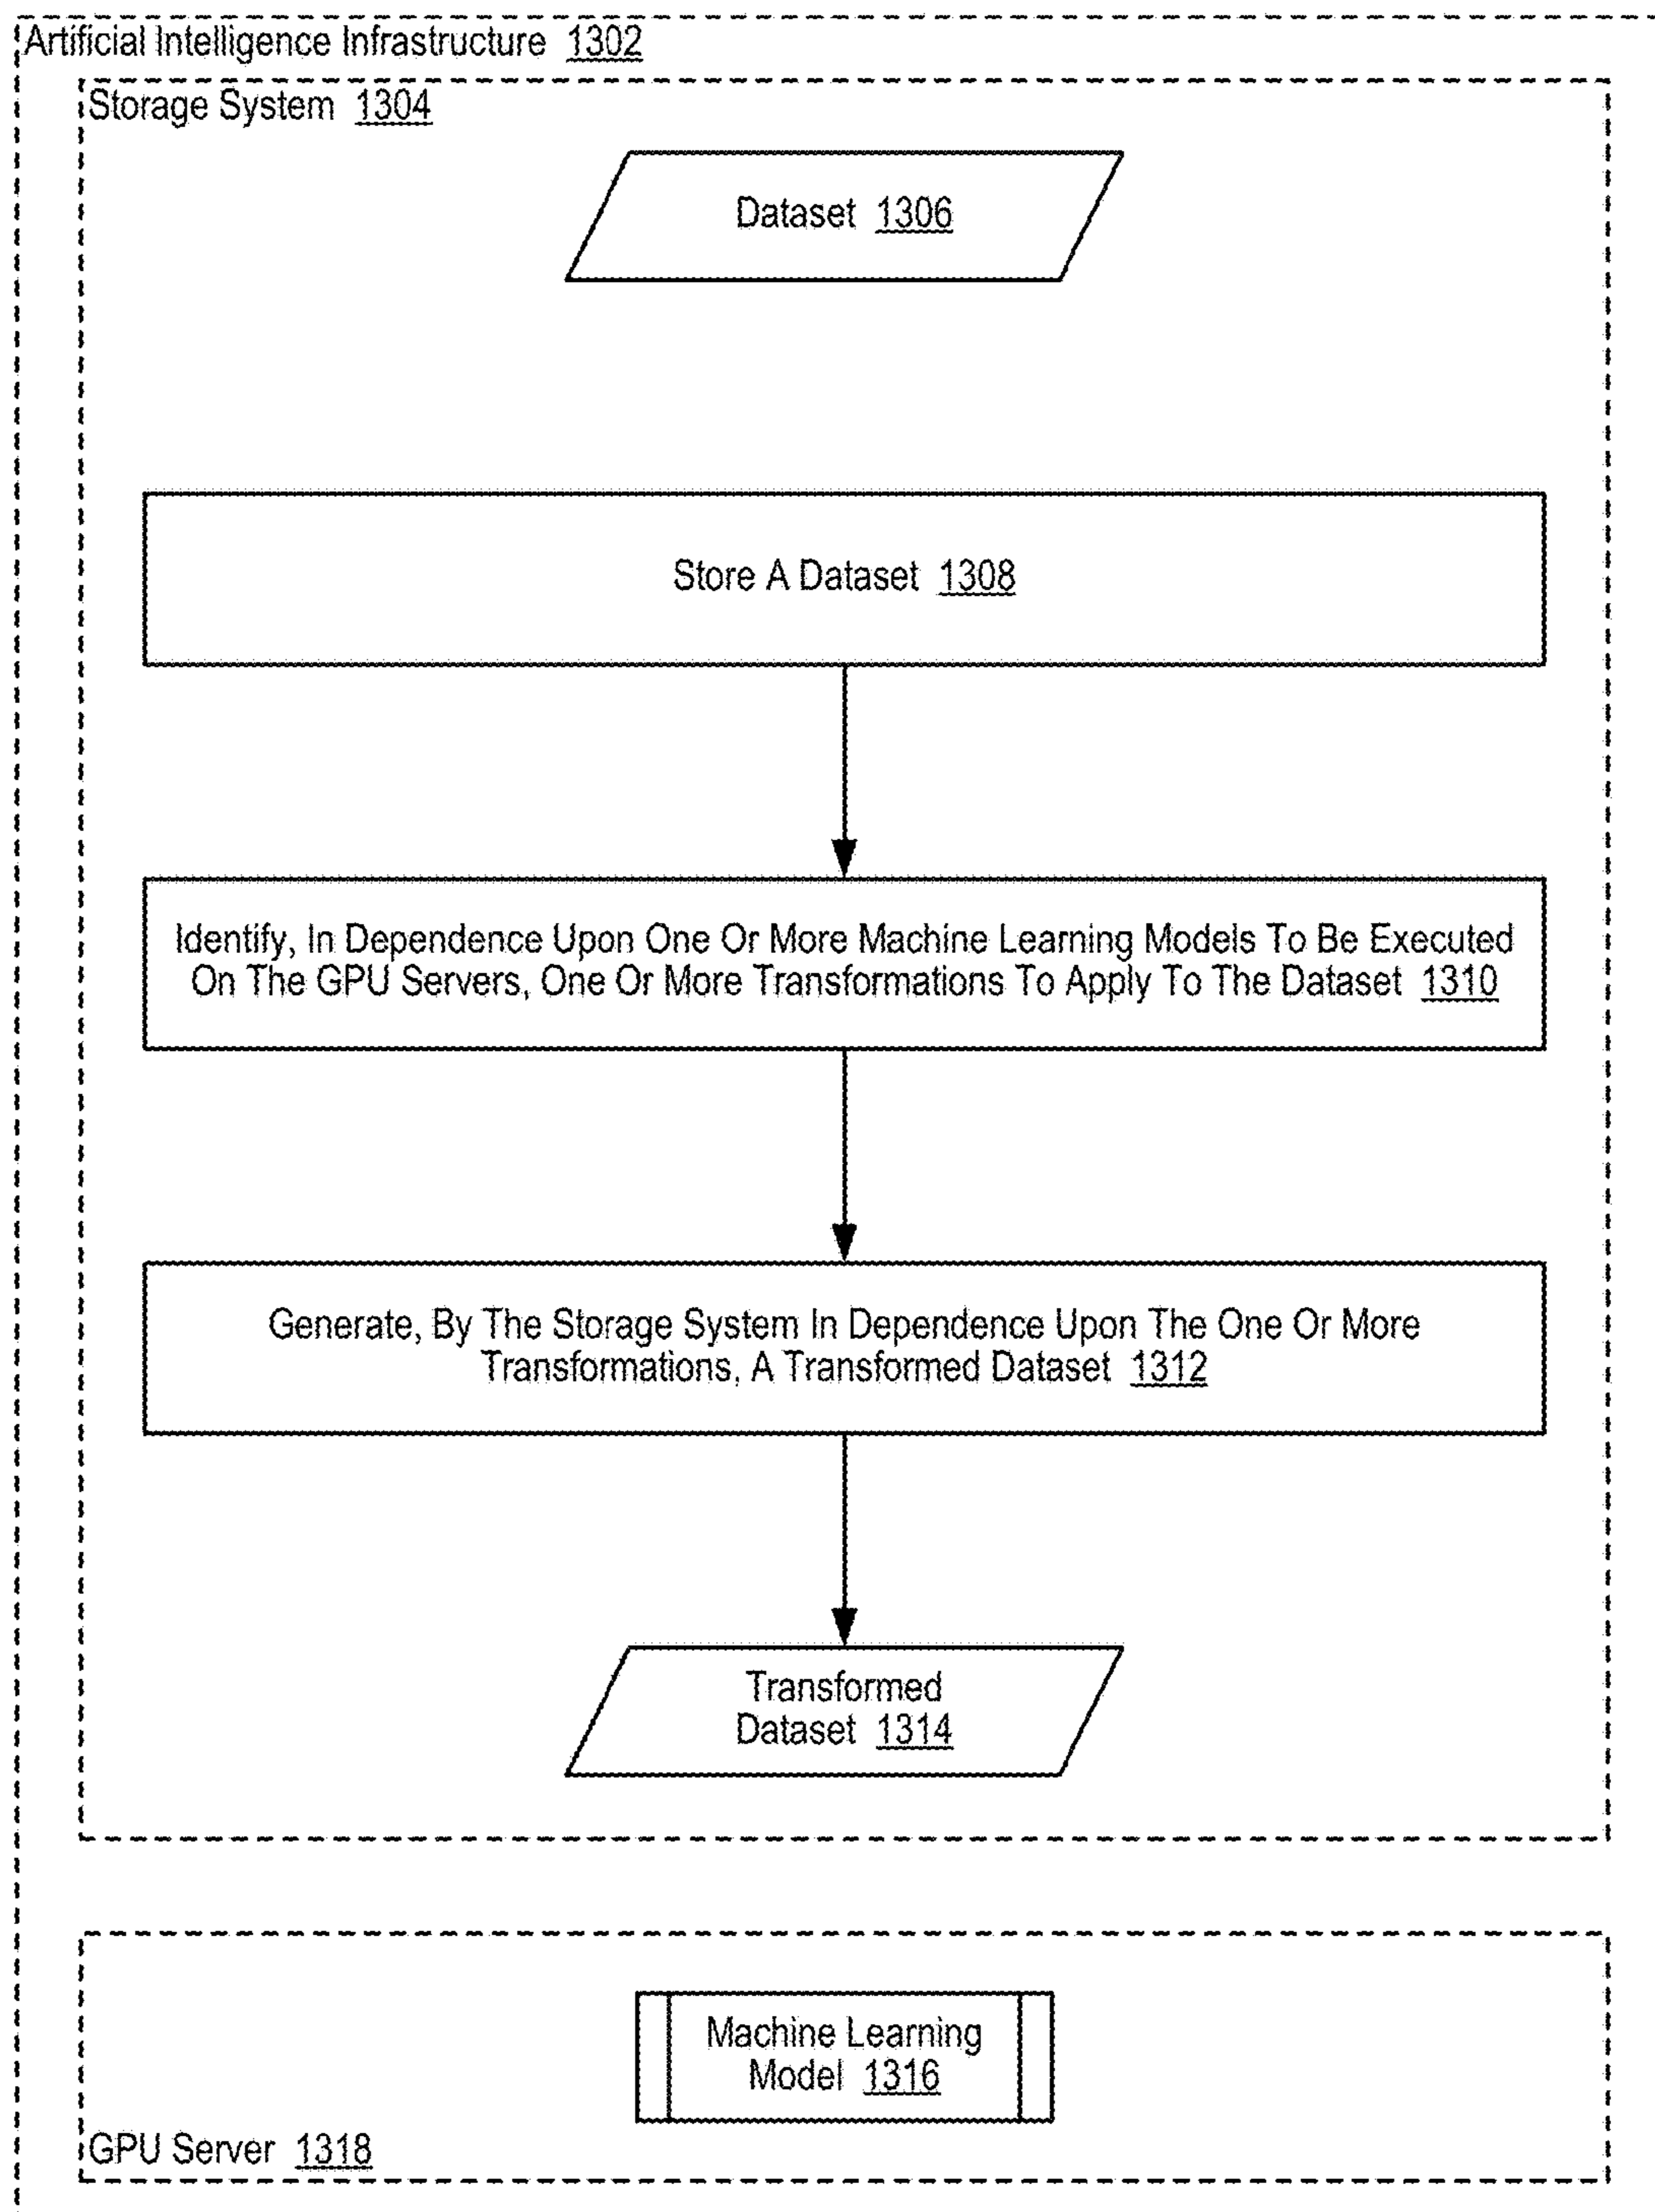 Artificial Intelligence Infrastructure 1302
Storage System 1304
Dataset 1306
Store A Dataset 1308
Identify, In Dependence Upon One Or More Machine Learning Models To Be Executed
On The GPU Servers, One Or More Transformations To Apply To The Dataset 1310
Generate, By The Storage System In Dependence Upon The One Or More
Transformations, A Transformed Dataset 1312
Transformed
Dataset 1314
Machine Learning
Model 1316
GPU Server 1318